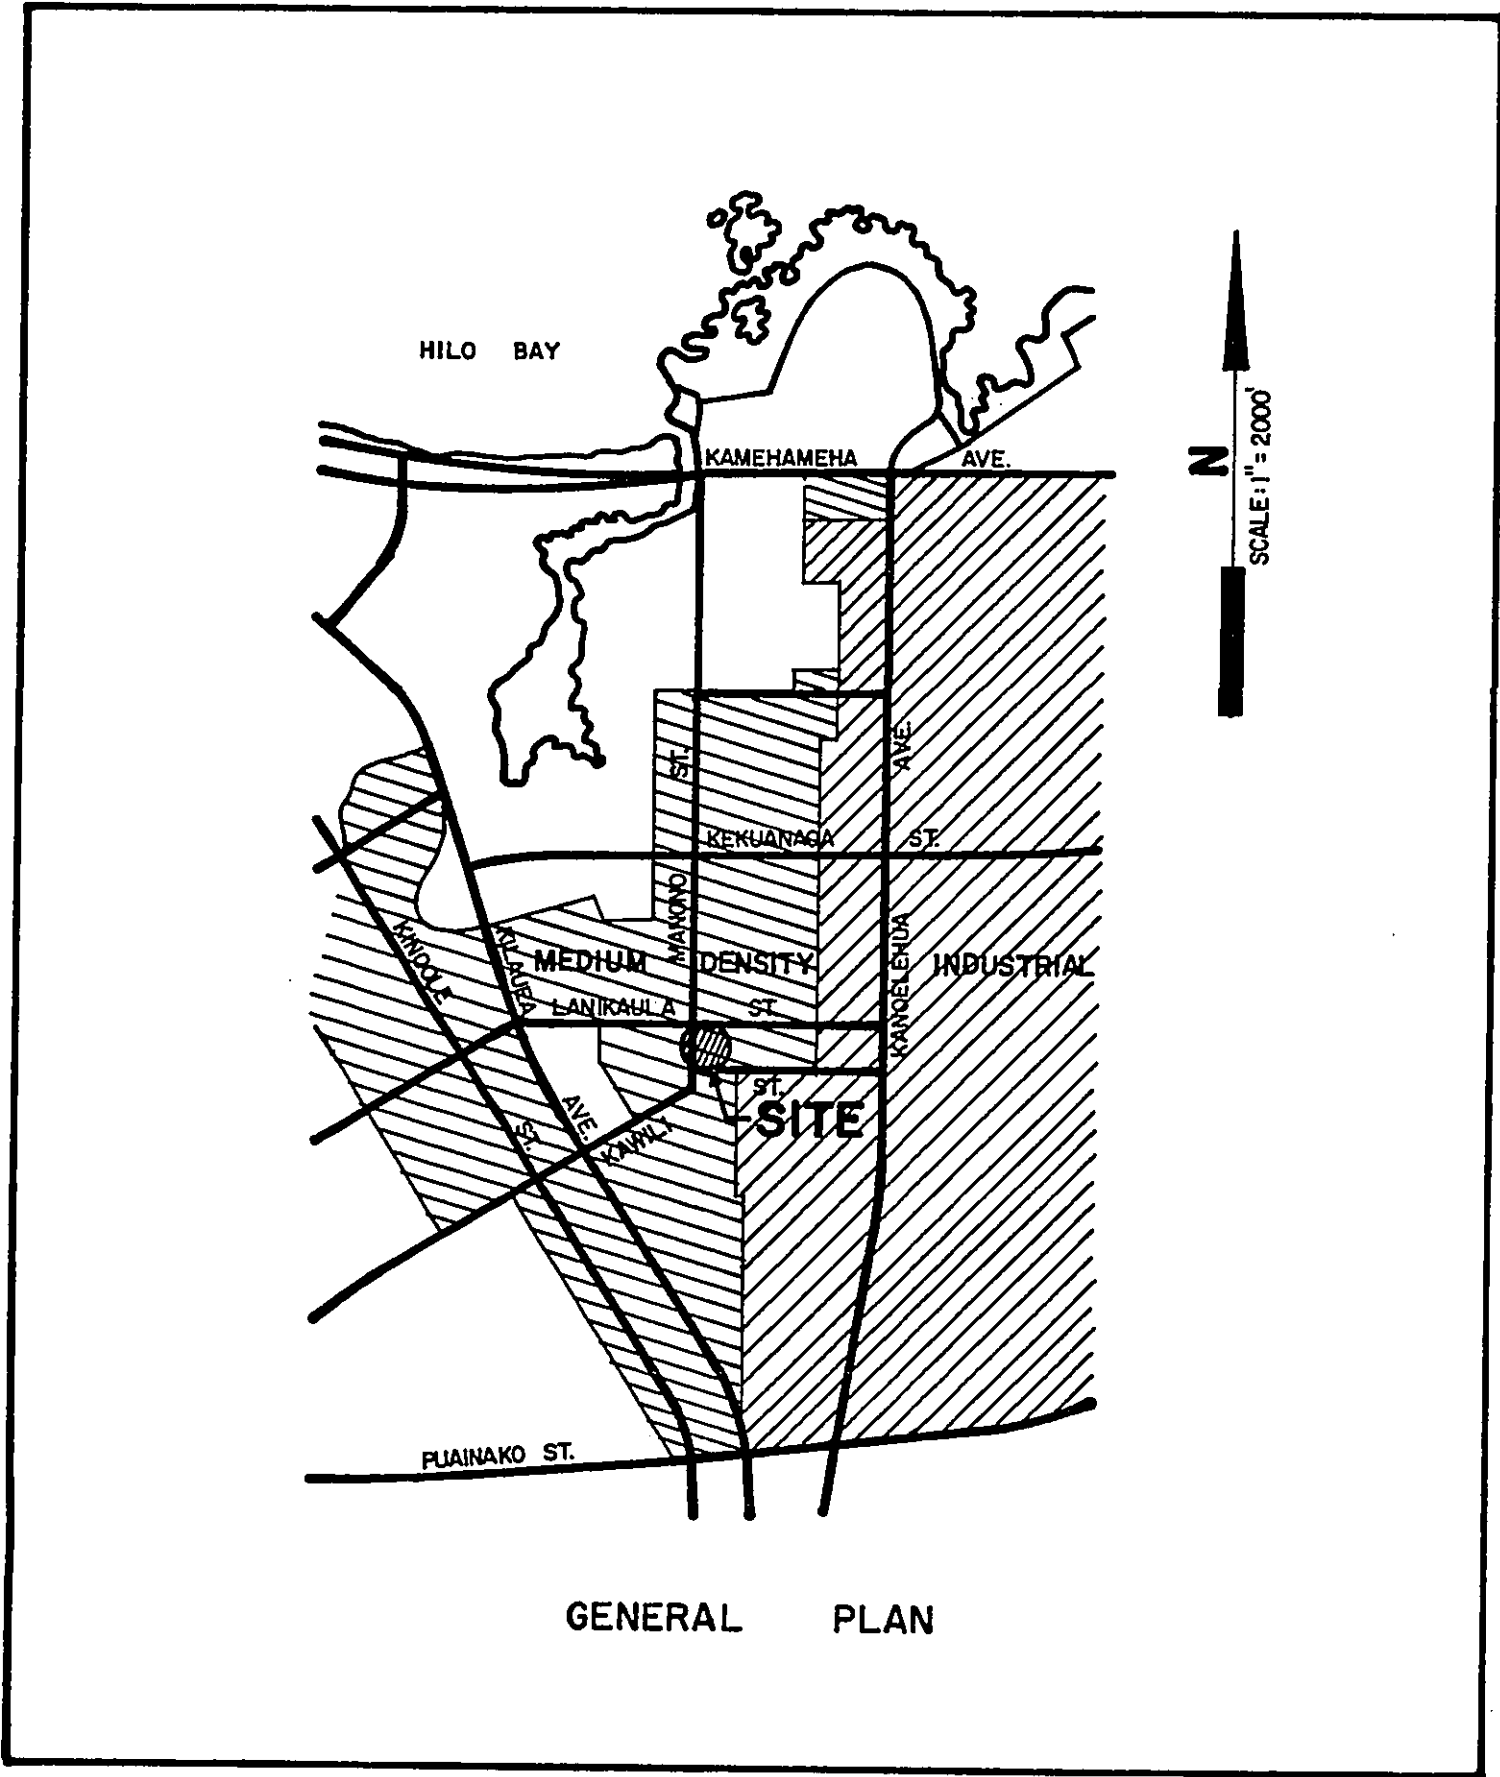 HILO BAY
KAMEHAMEHA AVE.
N
SCALE: 1" = 2000'
ST.
AVE.
KEKUANAOA ST.
MANONO
KINOOLE
KILAUEA
MEDIUM DENSITY
INDUSTRIAL
KANOELEHUA
LANIKAULA ST.
ST.
SITE
AVE.
ST.
KAWILI
PUAINAKO ST.
GENERAL PLAN